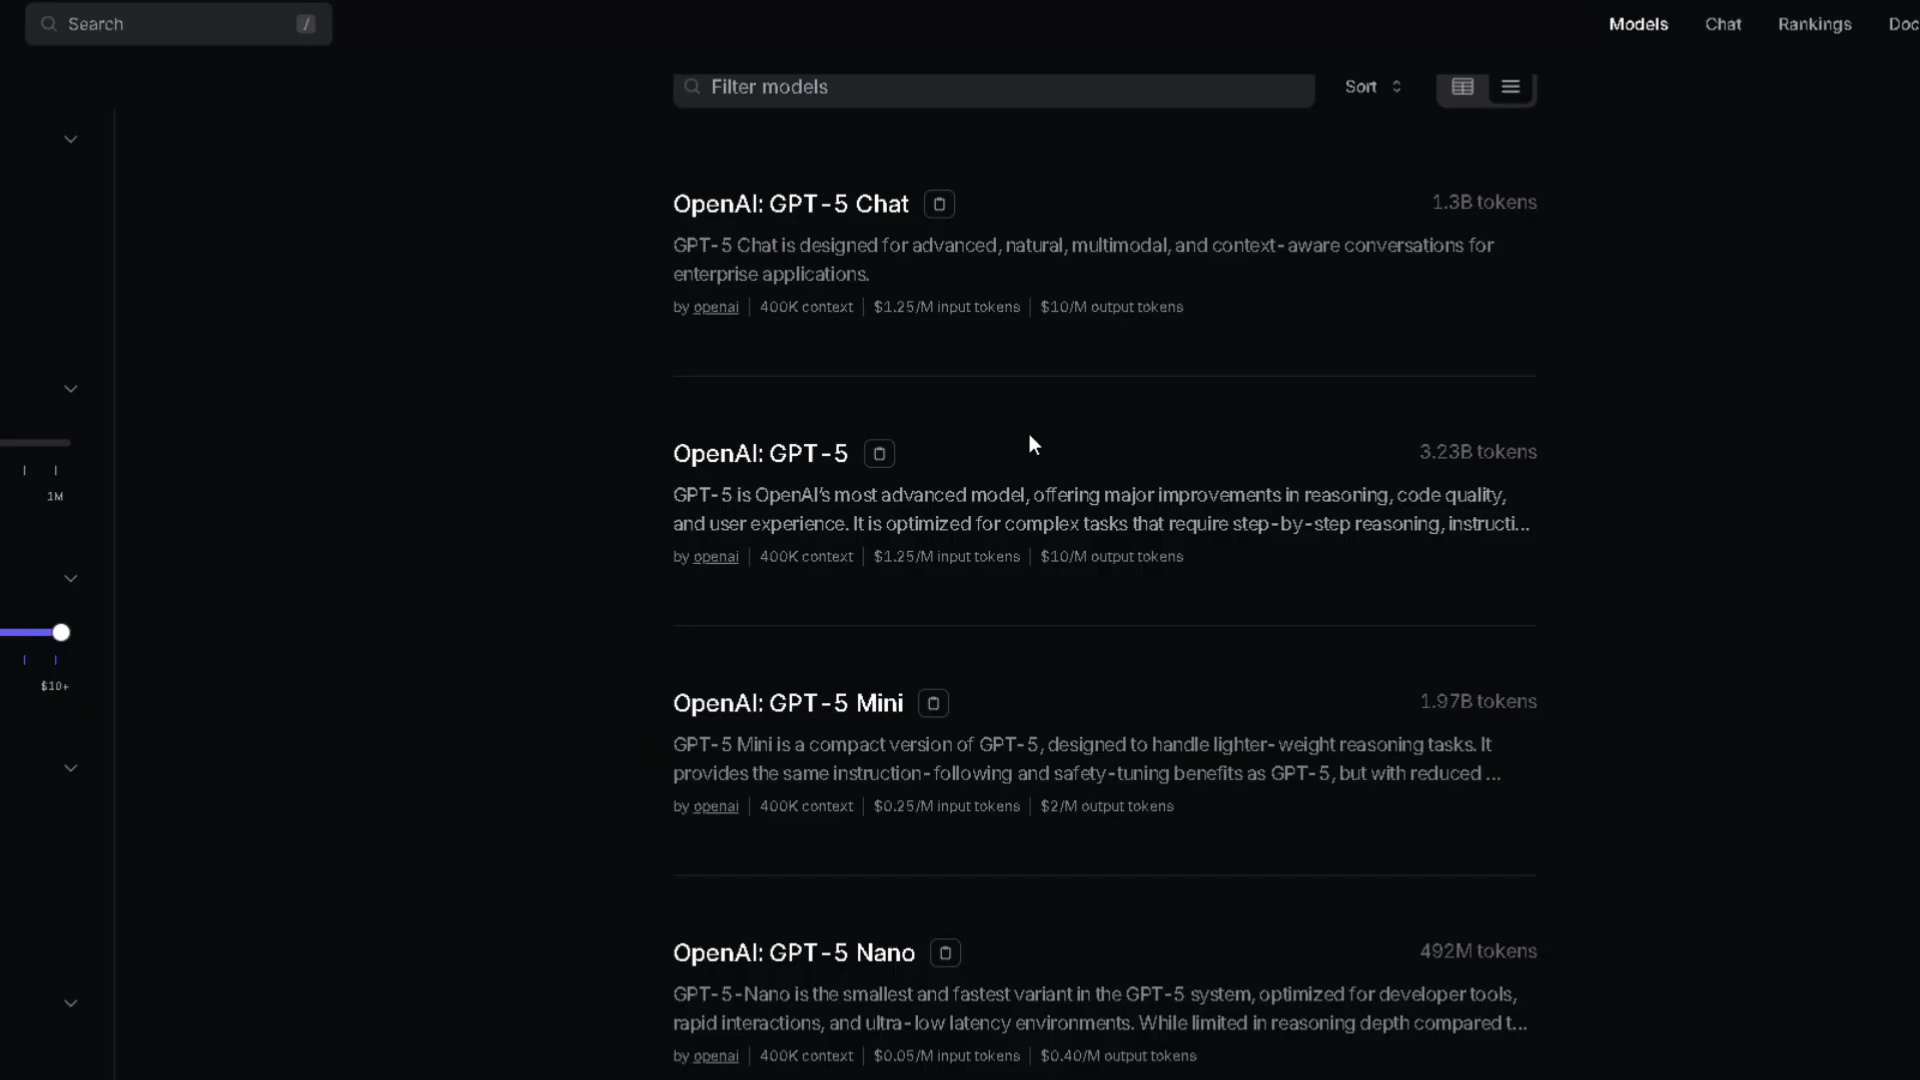 Search /
Models Chat Rankings Doc
Filter models Sort
OpenAI: GPT-5 Chat 1.3B tokens
GPT-5 Chat is designed for advanced, natural, multimodal, and context-aware conversations for
enterprise applications.
by openai | 400K context | $1.25/M input tokens | $10/M output tokens
OpenAI: GPT-5 3.23B tokens
GPT-5 is OpenAI's most advanced model, offering major improvements in reasoning, code quality,
and user experience. It is optimized for complex tasks that require step-by-step reasoning, instructi...
by openai | 400K context | $1.25/M input tokens | $10/M output tokens
1M
$10+
OpenAI: GPT-5 Mini 1.97B tokens
GPT-5 Mini is a compact version of GPT-5, designed to handle lighter-weight reasoning tasks. It
provides the same instruction-following and safety-tuning benefits as GPT-5, but with reduced ...
by openai | 400K context | $0.25/M input tokens | $2/M output tokens
OpenAI: GPT-5 Nano 492M tokens
GPT-5-Nano is the smallest and fastest variant in the GPT-5 system, optimized for developer tools,
rapid interactions, and ultra-low latency environments. While limited in reasoning depth compared t...
by openai | 400K context | $0.05/M input tokens | $0.40/M output tokens